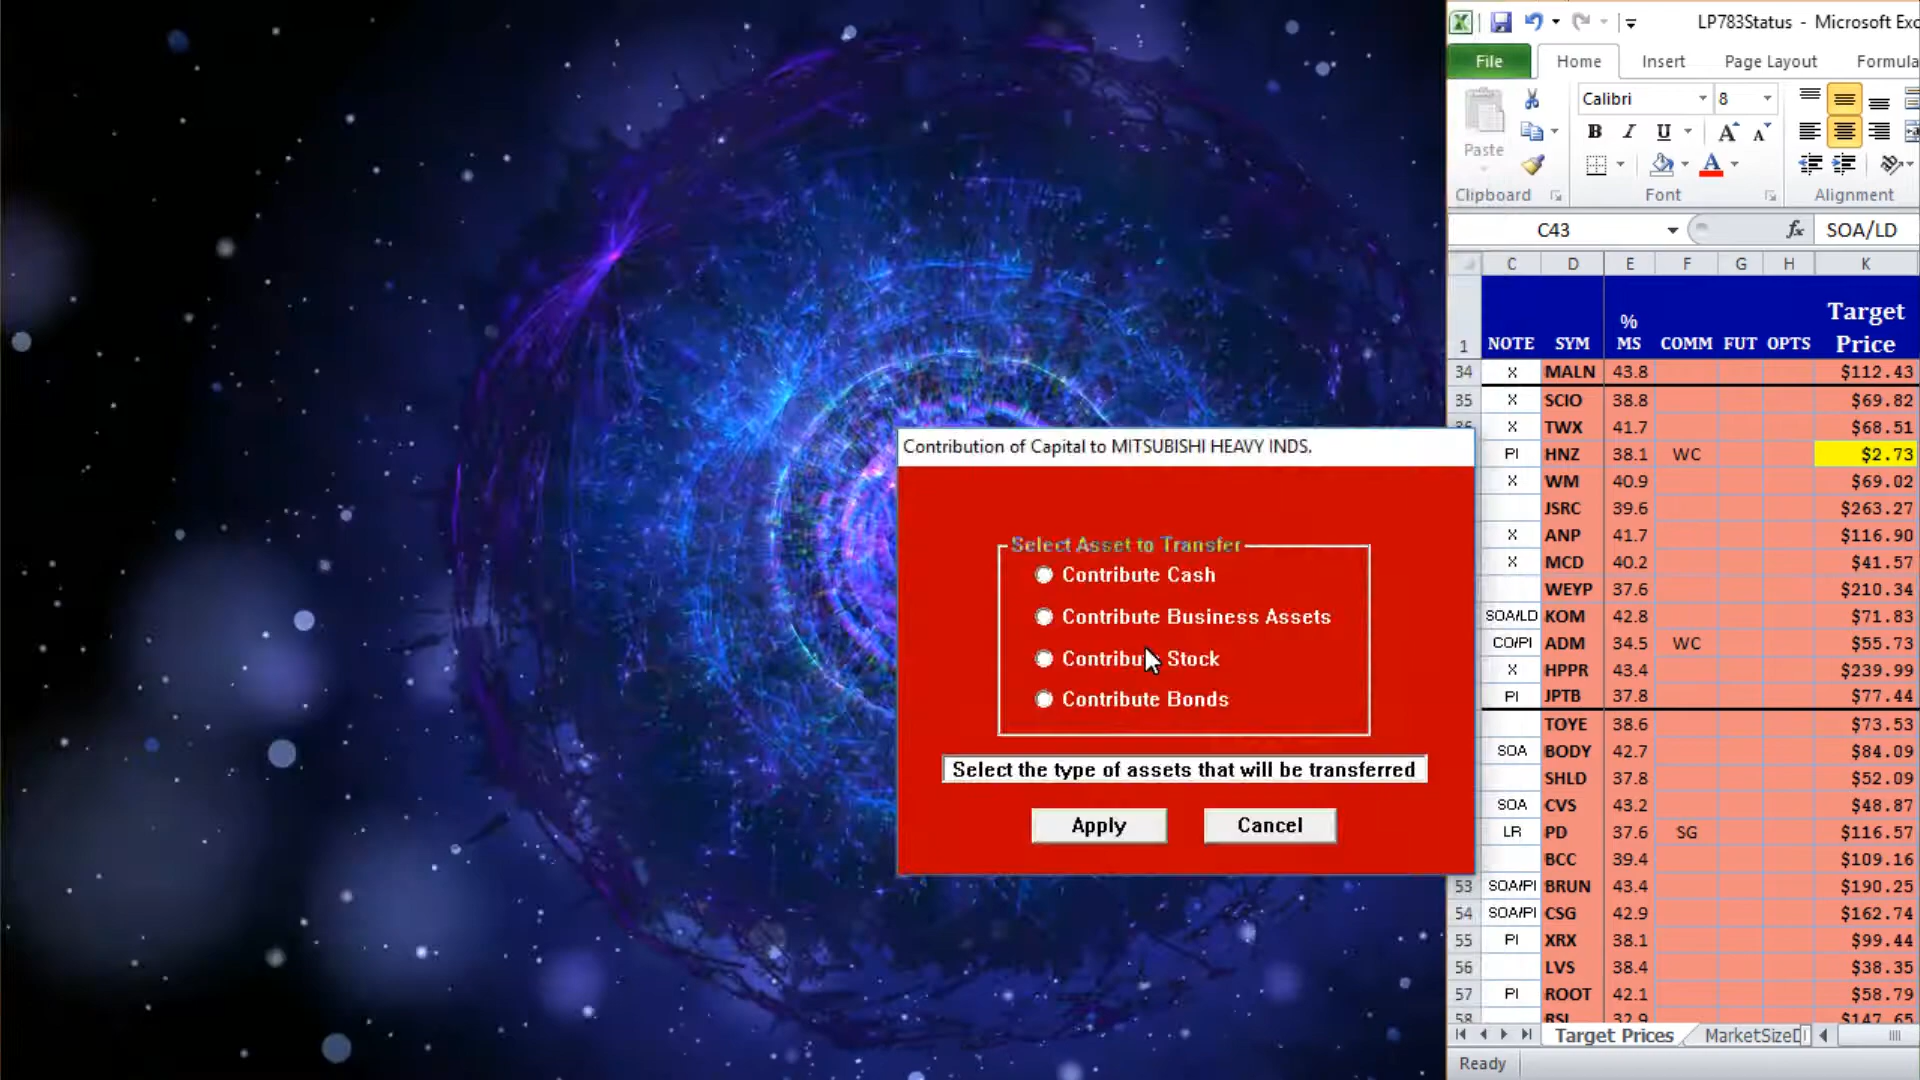 LP783Status - Microsoft Exc
File Home Insert Page Layout Formula
Calibri 8
Paste
B I U A A
Clipboard Font Alignment
C43 fx SOA/LD
C D E F G H K
1 NOTE SYM % MS COMM FUT OPTS Target Price
34 X MALN 43.8 $112.43
35 X SCIO 38.8 $69.82
X TWX 41.7 $68.51
PI HNZ 38.1 WC $2.73
X WM 40.9 $69.02
JSRC 39.6 $263.27
X ANP 41.7 $116.90
X MCD 40.2 $41.57
WEYP 37.6 $210.34
SOA/LD KOM 42.8 $71.83
CO/PI ADM 34.5 WC $55.73
X HPPR 43.4 $239.99
PI JPTB 37.8 $77.44
TOYE 38.6 $73.53
SOA BODY 42.7 $84.09
SHLD 37.8 $52.09
SOA CVS 43.2 $48.87
LR PD 37.6 SG $116.57
BCC 39.4 $109.16
53 SOA/PI BRUN 43.4 $190.25
54 SOA/PI CSG 42.9 $162.74
55 PI XRX 38.1 $99.44
56 LVS 38.4 $38.35
57 PI ROOT 42.1 $58.79
58 RSL 32.9 $147.65
Target Prices MarketSizeD
Ready
Contribution of Capital to MITSUBISHI HEAVY INDS.
Select Asset to Transfer
Contribute Cash
Contribute Business Assets
Contribute Stock
Contribute Bonds
Select the type of assets that will be transferred
Apply Cancel